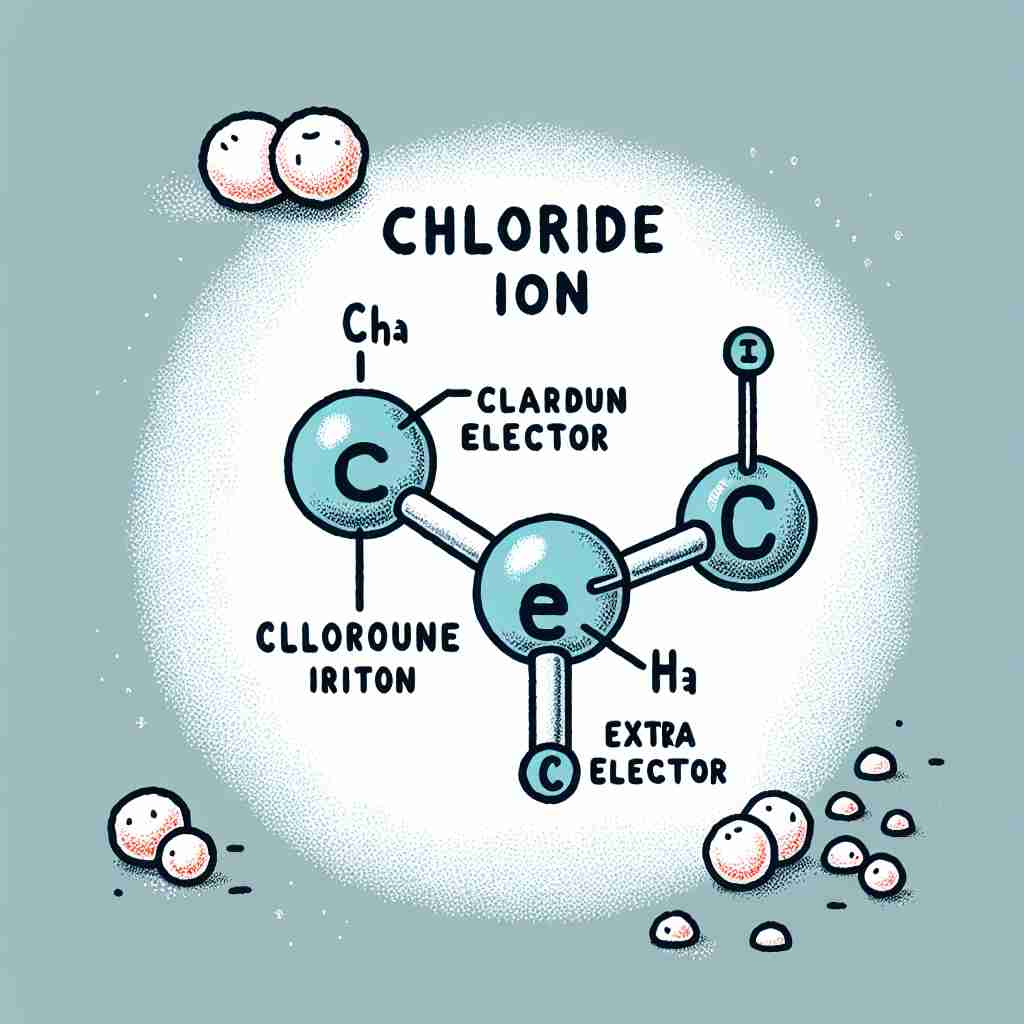 CHLORIDE
ION
Cha
I
CLARDUN
ELECTOR
C
C
e
CLLOROUNE
IRITON
Ha
EXTRA
ELECTOR
C